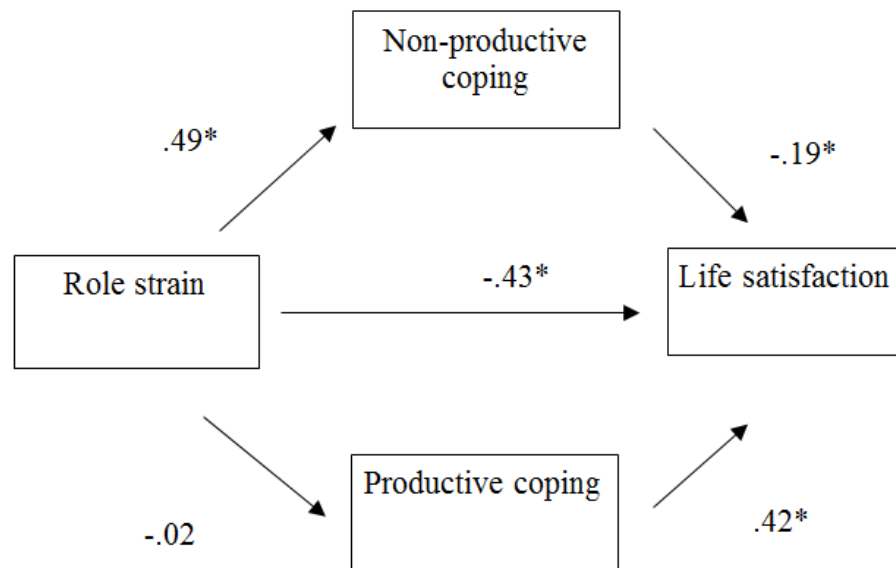 Non-productive
coping
.49*
-.19*
Role strain
-.43*
Life satisfaction
Productive coping
-.02
.42*